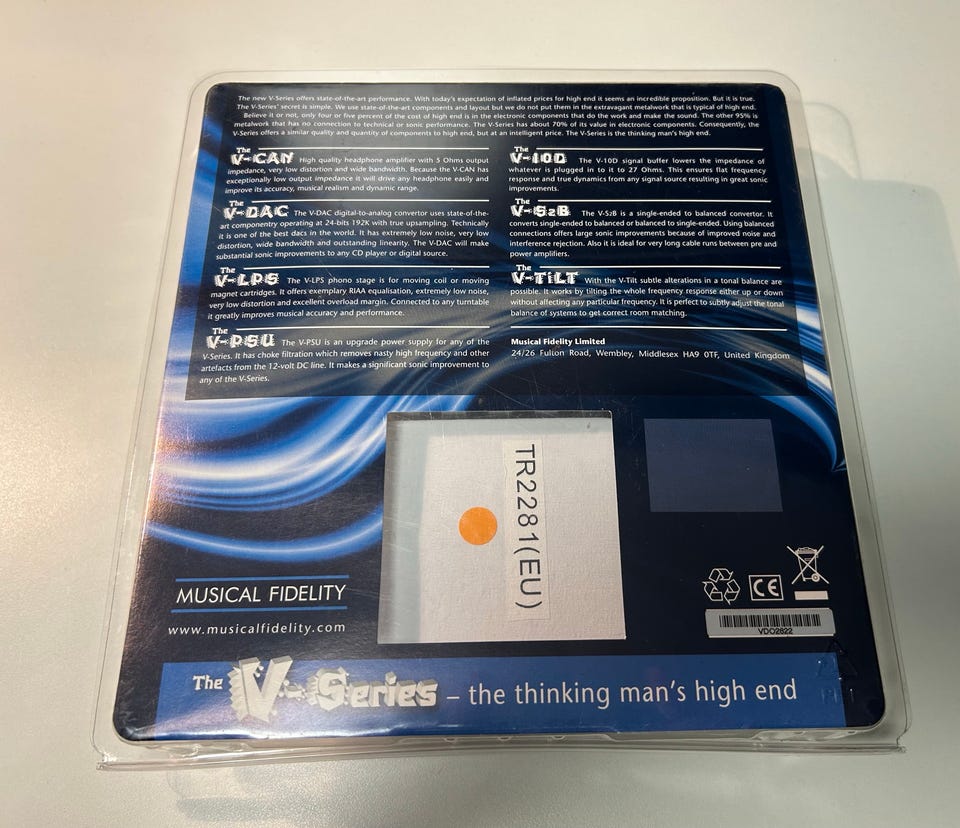 The new V-Series offers state-of-the-art performance. With today's expectation of inflated prices for high end it seems an incredible proposition. But it is true.
The V-Series' secret is simple. We use state-of-the-art components and layout but we do not put them in the extravagant metalwork that is typical of high end.
Believe it or not, only four or five percent of the cost of high end is in the electronic components that do the work and make the sound. The other 95% is
metalwork that has no connection to technical or sonic performance. The V-Series has about 70% of its value in electronic components. Consequently, the
V-Series offers a similar quality and quantity of components to high end, but at an intelligent price. The V-Series is the thinking man's high end.
The
V-CAN High quality headphone amplifier with 5 Ohms output
impedance, very low distortion and wide bandwidth. Because the V-CAN has
exceptionally low output impedance it will drive any headphone easily and
improve its accuracy, musical realism and dynamic range.
The
V-DAC The V-DAC digital-to-analog convertor uses state-of-the-
art componentry operating at 24-bits 192K with true upsampling. Technically
it is one of the best dacs in the world. It has extremely low noise, very low
distortion, wide bandwidth and outstanding linearity. The V-DAC will make
substantial sonic improvements to any CD player or digital source.
The
V-LPS The V-LPS phono stage is for moving coil or moving
magnet cartridges. It offers exemplary RIAA equalisation, extremely low noise,
very low distortion and excellent overload margin. Connected to any turntable
it greatly improves musical accuracy and performance.
The
V-PSU The V-PSU is an upgrade power supply for any of the
V-Series. It has choke filtration which removes nasty high frequency and other
artefacts from the 12-volt DC line. It makes a significant sonic improvement to
any of the V-Series.
The
V-10D The V-10D signal buffer lowers the impedance of
whatever is plugged in to it to 27 Ohms. This ensures flat frequency
response and true dynamics from any signal source resulting in great sonic
improvements.
The
V-S2B The V-S2B is a single-ended to balanced convertor. It
converts single-ended to balanced or balanced to single-ended. Using balanced
connections offers large sonic improvements because of improved noise and
interference rejection. Also it is ideal for very long cable runs between pre and
power amplifiers.
The
V-TILT With the V-Tilt subtle alterations in a tonal balance are
possible. It works by tilting the whole frequency response either up or down
without affecting any particular frequency. It is perfect to subtly adjust the tonal
balance of systems to get correct room matching.
Musical Fidelity Limited
24/26 Fulton Road, Wembley, Middlesex HA9 0TF, United Kingdom
TR2281(EU)
MUSICAL FIDELITY
www.musicalfidelity.com
CE
VDO2822
The V-Series – the thinking man's high end